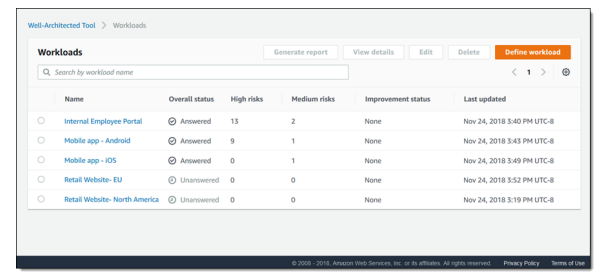 Well-Architected Tool > Workloads
Workloads Generate report View details Edit Delete Define workload
Search by workload name < 1 >
Name Overall status High risks Medium risks Improvement status Last updated
Internal Employee Portal Answered 13 2 None Nov 24, 2018 3:40 PM UTC-8
Mobile app - Android Answered 9 1 None Nov 24, 2018 3:43 PM UTC-8
Mobile app - iOS Answered 0 1 None Nov 24, 2018 3:49 PM UTC-8
Retail Website- EU Unanswered 0 0 None Nov 24, 2018 3:52 PM UTC-8
Retail Website- North America Unanswered 0 0 None Nov 24, 2018 3:19 PM UTC-8
© 2008 - 2018, Amazon Web Services, Inc. or its affiliates. All rights reserved. Privacy Policy Terms of Use